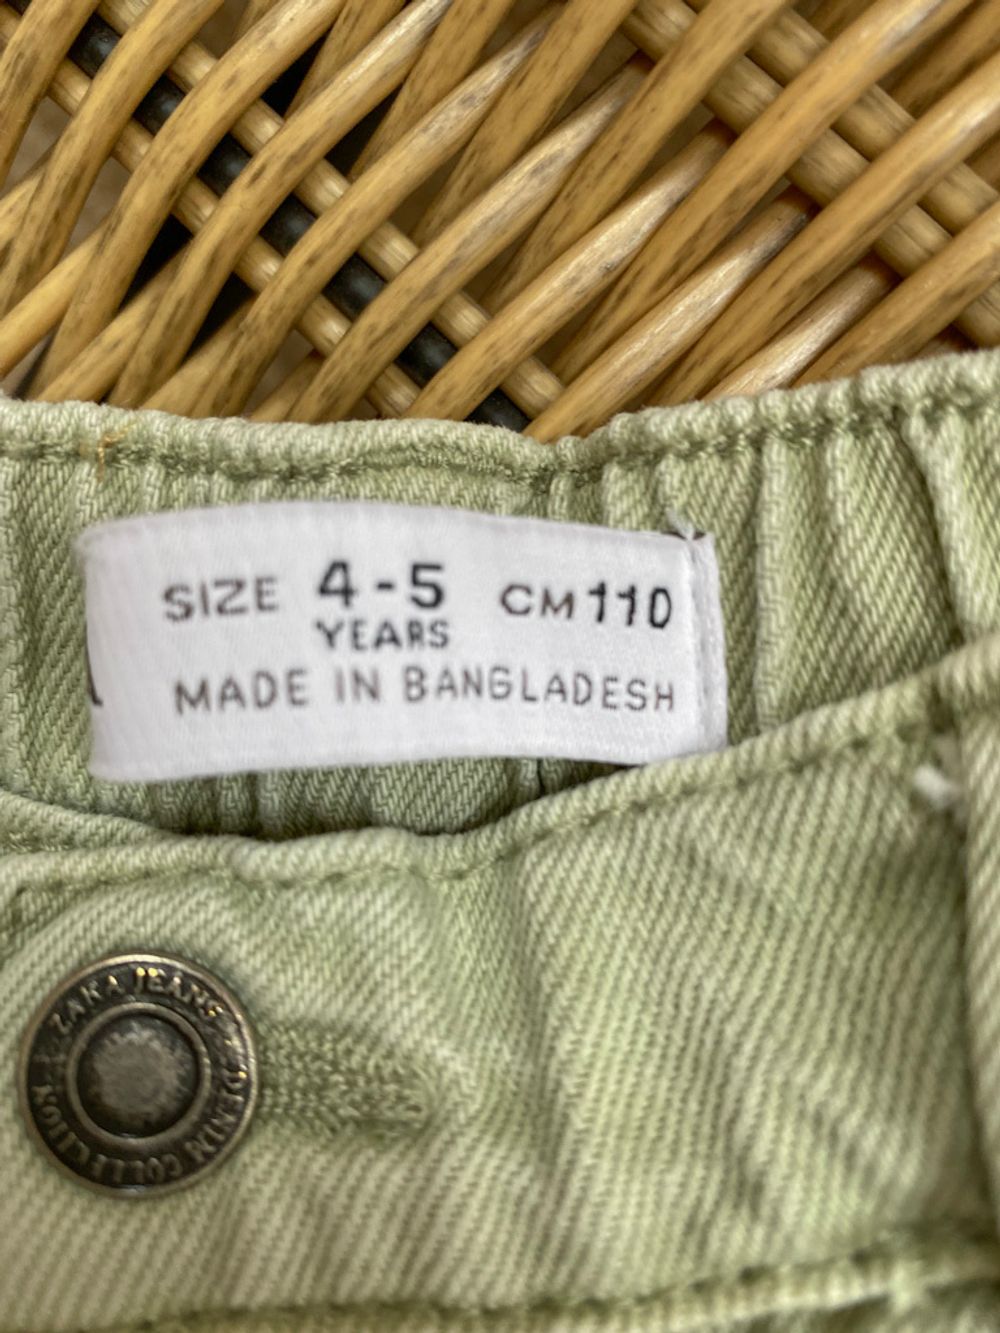 SIZE 4-5 CM 110
YEARS
MADE IN BANGLADESH
ZARA JEANS
DENIM COLLECTION